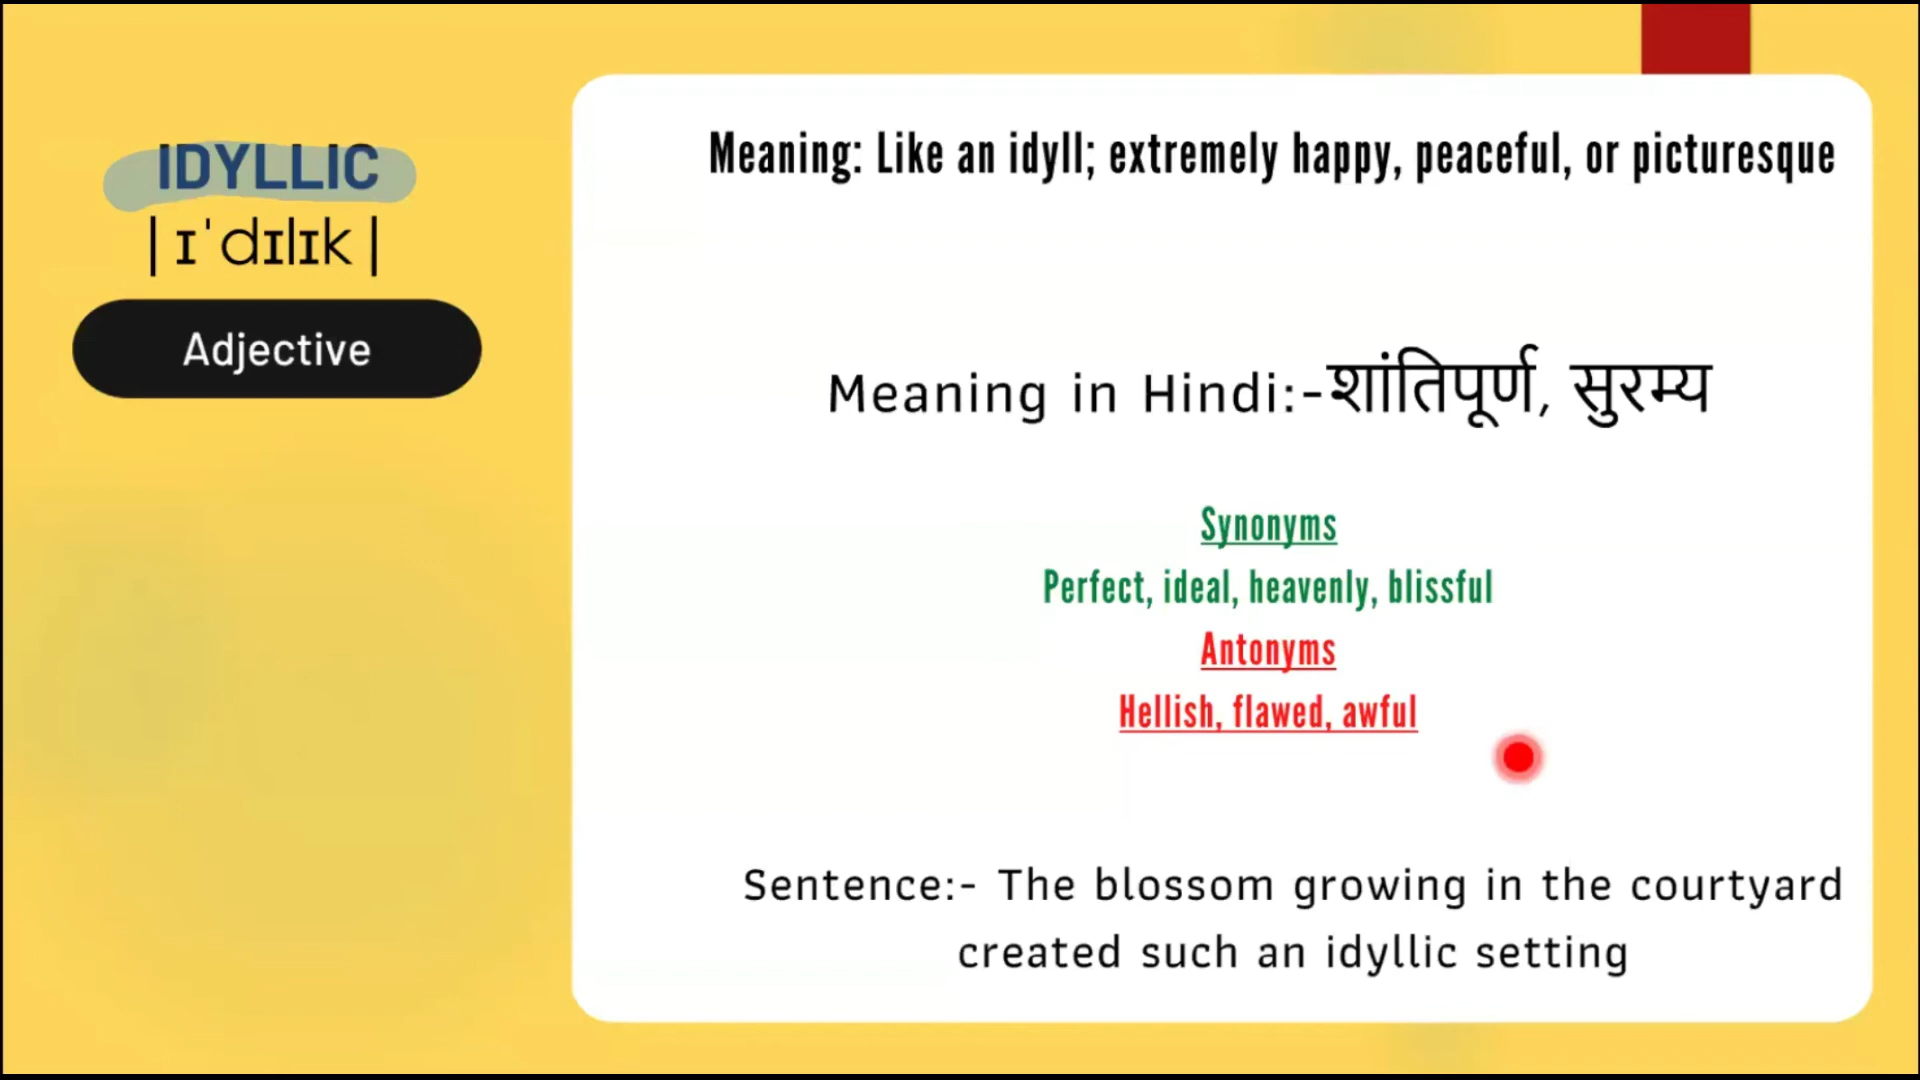 IDYLLIC
|ɪˈdɪlɪk|
Adjective
Meaning: Like an idyll; extremely happy, peaceful, or picturesque
Meaning in Hindi:-शांतिपूर्ण, सुरम्य
Synonyms
Perfect, ideal, heavenly, blissful
Antonyms
Hellish, flawed, awful
Sentence:- The blossom growing in the courtyard
created such an idyllic setting